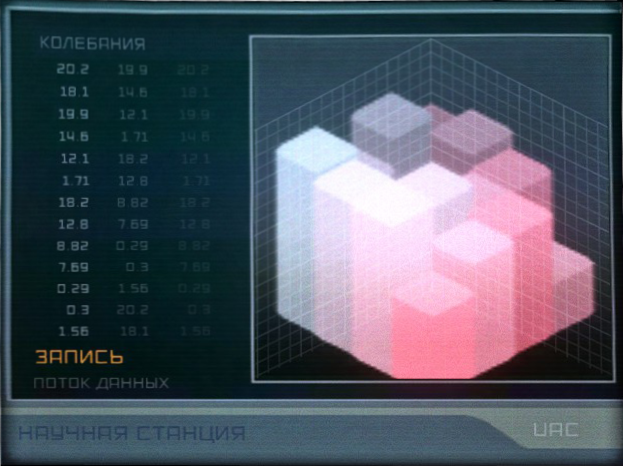 КОЛЕБАНИЯ
20.2 19.9 20.2
18.1 14.6 18.1
19.9 12.1 19.9
14.6 1.71 14.6
12.1 18.2 12.1
1.71 12.8 1.71
18.2 8.82 18.2
12.8 7.69 12.8
8.82 0.29 8.82
7.69 0.3 7.69
0.29 1.56 0.29
0.3 20.2 0.3
1.56 18.1 1.56
ЗАПИСЬ
ПОТОК ДАННЫХ
НАУЧНАЯ СТАНЦИЯ
UAC